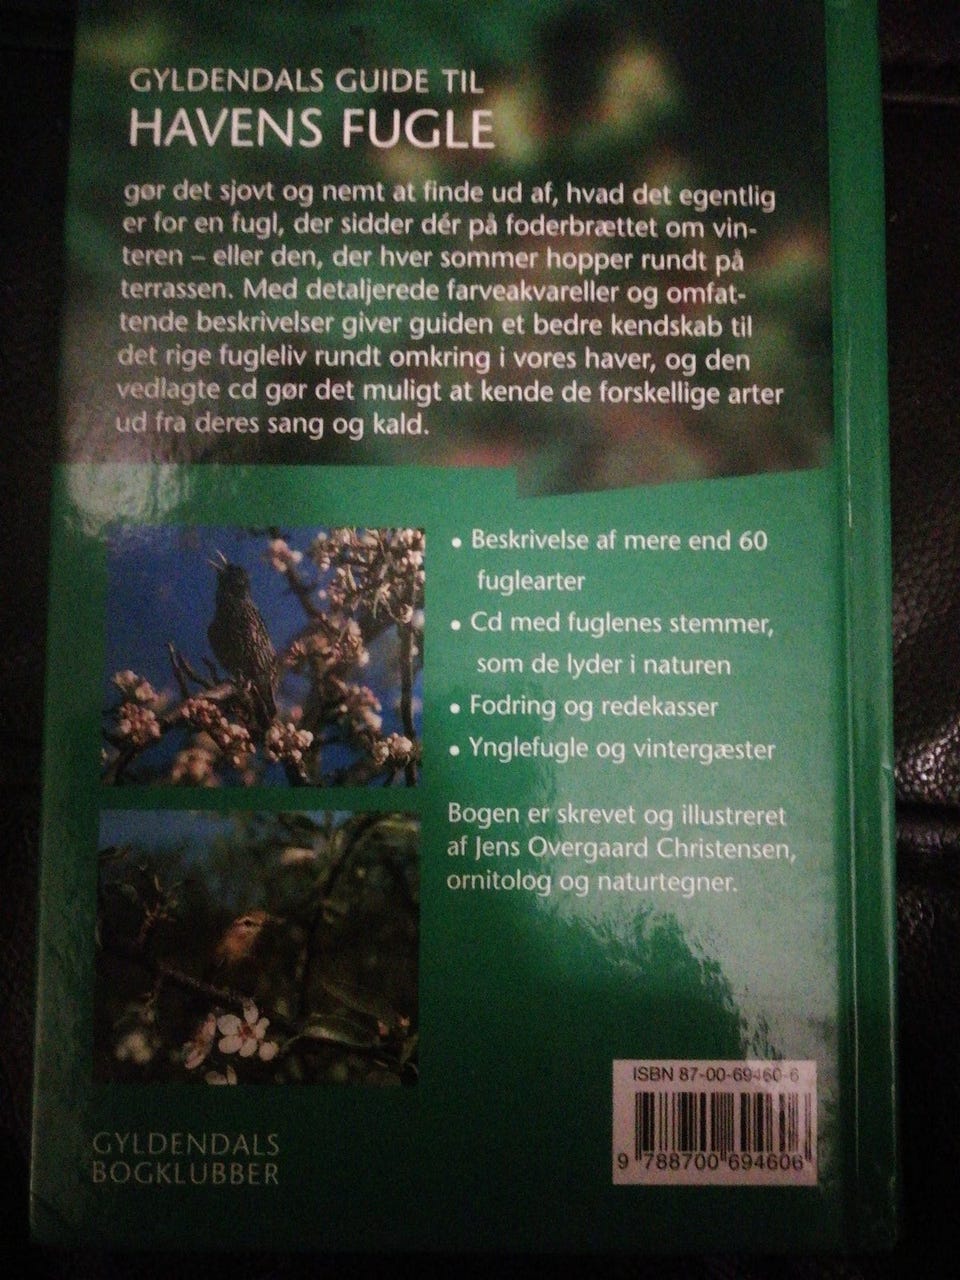 GYLDENDALS GUIDE TIL
HAVENS FUGLE
gør det sjovt og nemt at finde ud af, hvad det egentlig
er for en fugl, der sidder dér på foderbrættet om vin-
teren – eller den, der hver sommer hopper rundt på
terrassen. Med detaljerede farveakvareller og omfat-
tende beskrivelser giver guiden et bedre kendskab til
det rige fugleliv rundt omkring i vores haver, og den
vedlagte cd gør det muligt at kende de forskellige arter
ud fra deres sang og kald.
• Beskrivelse af mere end 60
fuglearter
• Cd med fuglenes stemmer,
som de lyder i naturen
• Fodring og redekasser
• Ynglefugle og vintergæster
Bogen er skrevet og illustreret
af Jens Overgaard Christensen,
ornitolog og naturtegner.
ISBN 87-00-69460-6
9 788700 694606
GYLDENDALS
BOGKLUBBER